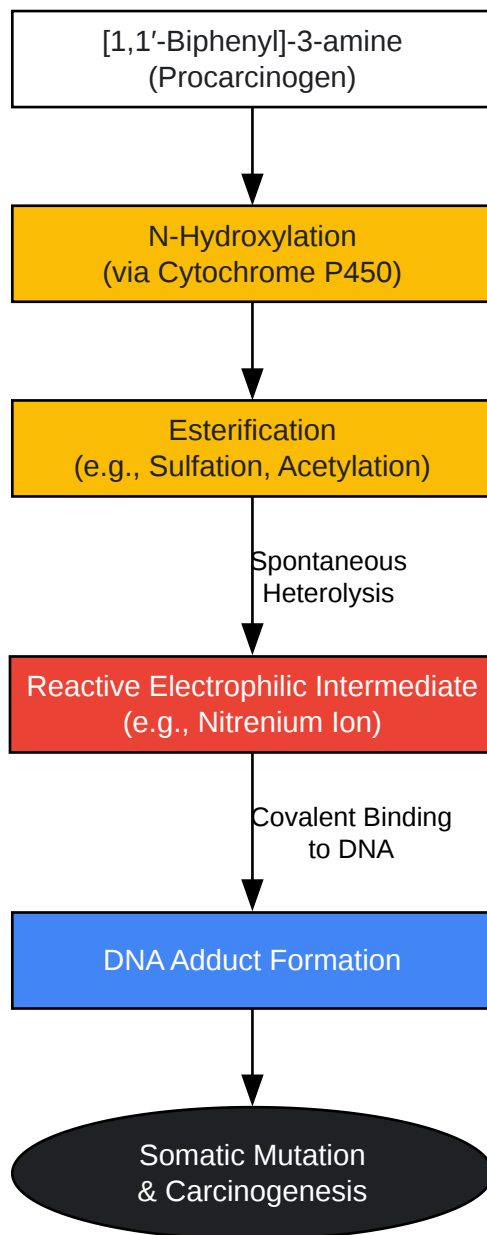 [1,1′-Biphenyl]-3-amine
(Procarcinogen)
N-Hydroxylation
(via Cytochrome P450)
Esterification
(e.g., Sulfation, Acetylation)
Spontaneous
Heterolysis
Reactive Electrophilic Intermediate
(e.g., Nitrenium Ion)
Covalent Binding
to DNA
DNA Adduct Formation
Somatic Mutation
& Carcinogenesis